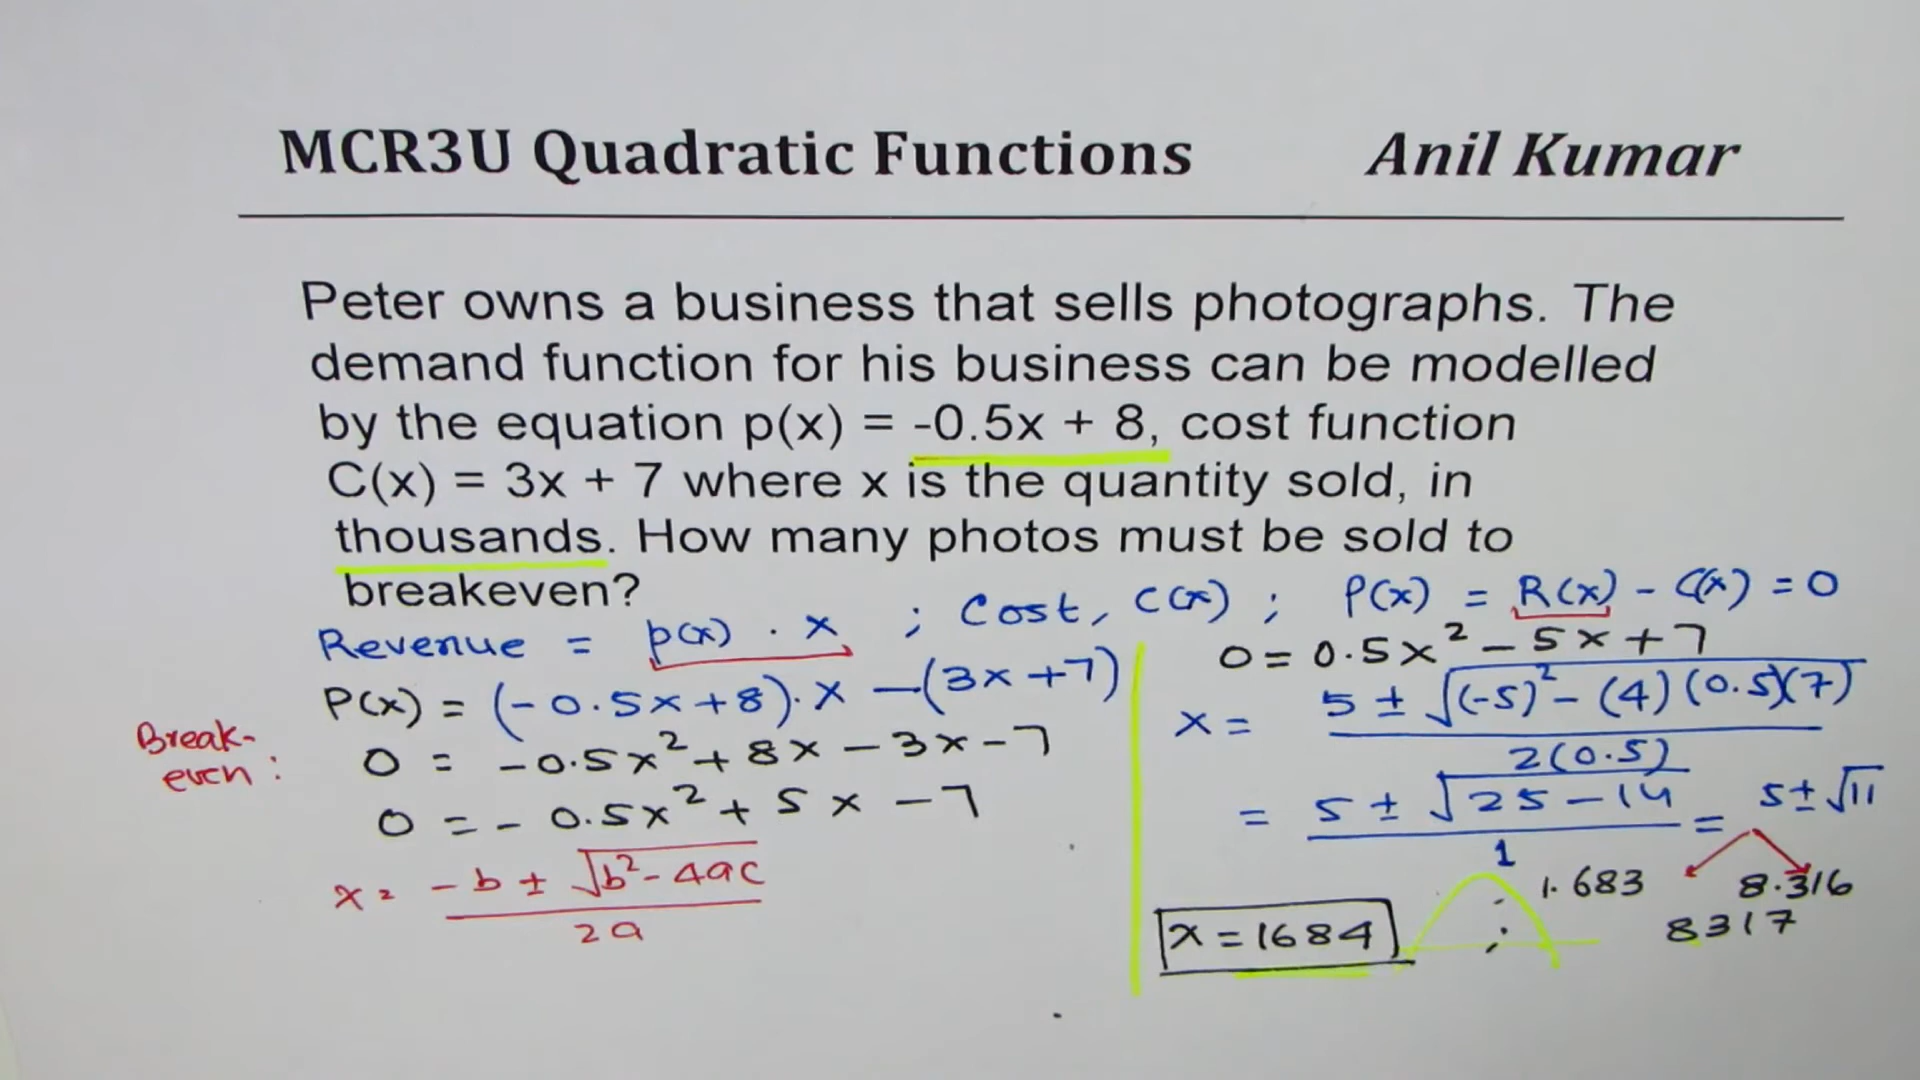 MCR3U Quadratic Functions Anil Kumar
Peter owns a business that sells photographs. The
demand function for his business can be modelled
by the equation p(x) = -0.5x + 8, cost function
C(x) = 3x + 7 where x is the quantity sold, in
thousands. How many photos must be sold to
breakeven?
Revenue = p(x) · x ; Cost, C(x) ; P(x) = R(x) - C(x) = 0
P(x) = (-0.5x+8)·x -(3x+7)
Break-
even:
0 = -0.5x²+8x-3x-7
0 = -0.5x²+5x-7
x = -b ± √b²-4ac
2a
0 = 0.5x²-5x+7
x = 5 ± √(-5)²-(4)(0.5)(7)
2(0.5)
= 5 ± √25-14 = 5±√11
1
1.683 8.316
8317
x = 1684